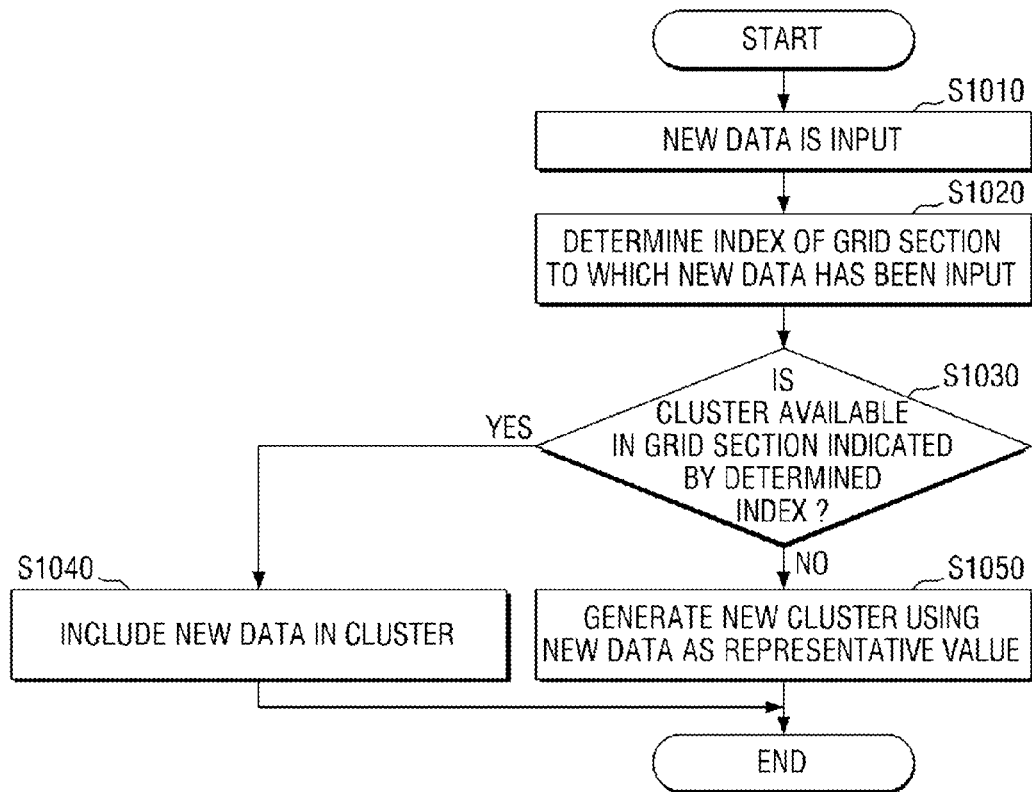 START
S1010
NEW DATA IS INPUT
S1020
DETERMINE INDEX OF GRID SECTION
TO WHICH NEW DATA HAS BEEN INPUT
S1030
IS
CLUSTER AVAILABLE
IN GRID SECTION INDICATED
BY DETERMINED
INDEX ?
YES
NO
S1040
INCLUDE NEW DATA IN CLUSTER
S1050
GENERATE NEW CLUSTER USING
NEW DATA AS REPRESENTATIVE VALUE
END